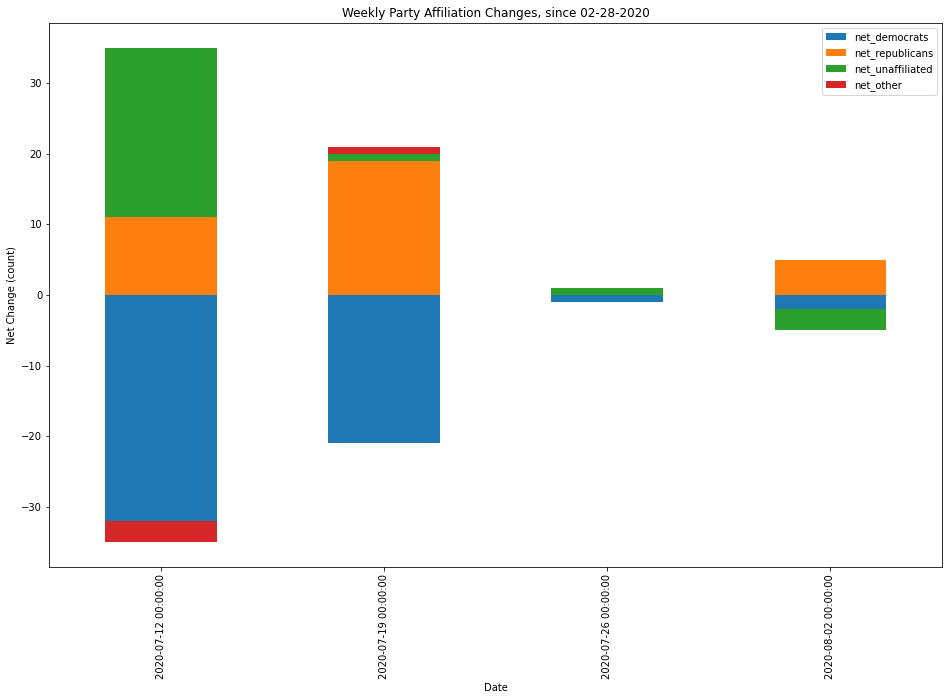 Weekly Party Affiliation Changes, since 02-28-2020
net_democrats
net_republicans
net_unaffiliated
net_other
Net Change (count)
30
20
10
0
−10
−20
−30
2020-07-12 00:00:00
2020-07-19 00:00:00
2020-07-26 00:00:00
2020-08-02 00:00:00
Date